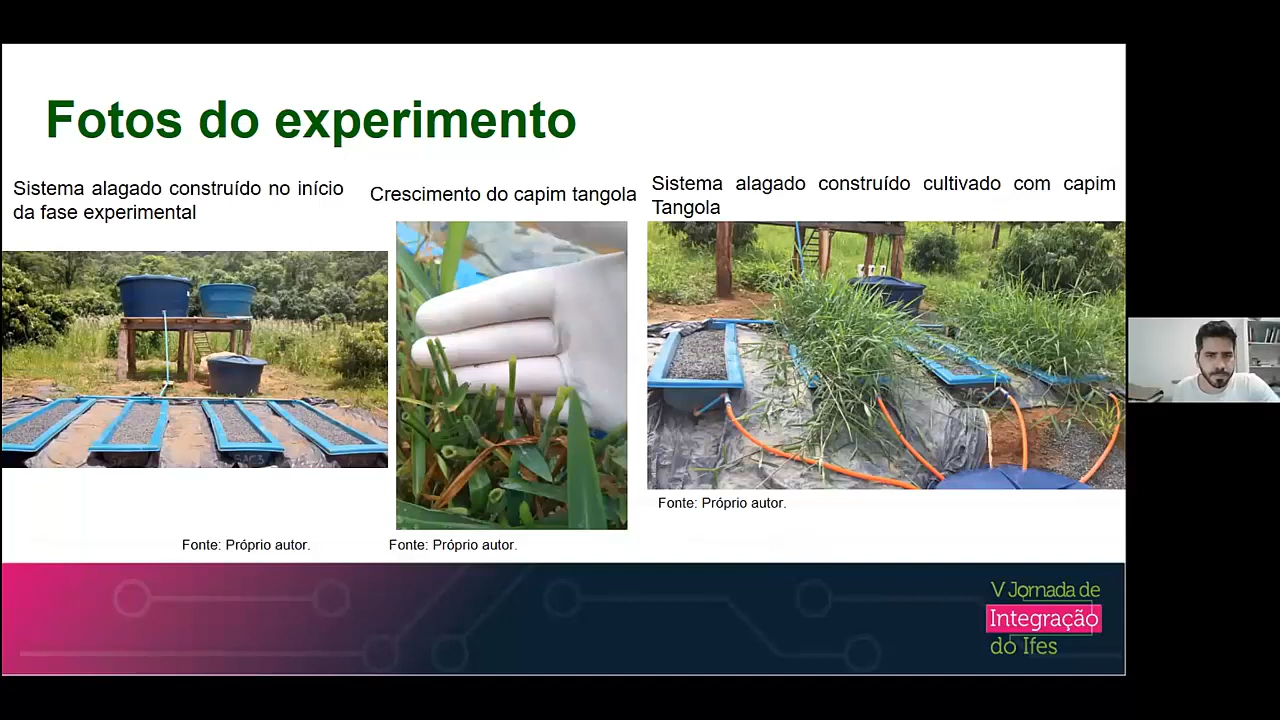 Fotos do experimento
Sistema alagado construído no início
da fase experimental
Crescimento do capim tangola
Sistema alagado construído cultivado com capim
Tangola
SAC3
Fonte: Próprio autor.
Fonte: Próprio autor.
Fonte: Próprio autor.
V Jornada de
Integração
do Ifes